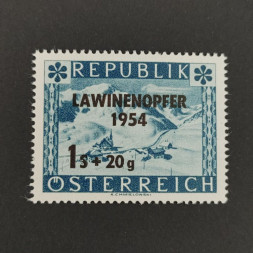 REPUBLIK
LAWINENOPFER
1954
1S + 20g
ÖSTERREICH